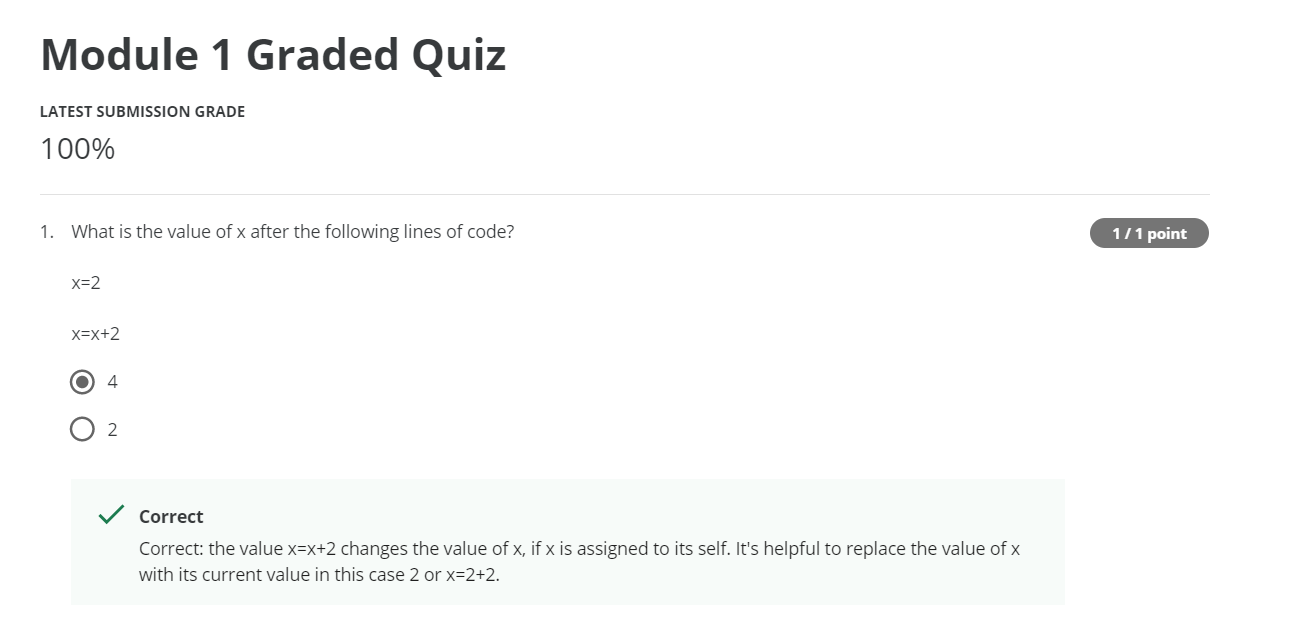 Module 1 Graded Quiz
LATEST SUBMISSION GRADE
100%
1. What is the value of x after the following lines of code?
1 / 1 point
x=2
x=x+2
4
2
Correct
Correct: the value x=x+2 changes the value of x, if x is assigned to its self. It's helpful to replace the value of x
with its current value in this case 2 or x=2+2.